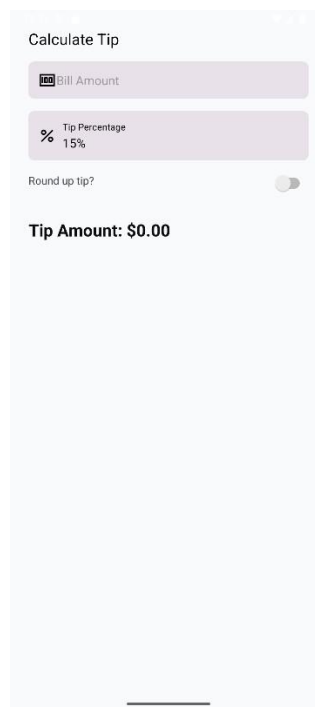 Calculate Tip
Bill Amount
Tip Percentage
15%
Round up tip?
Tip Amount: $0.00